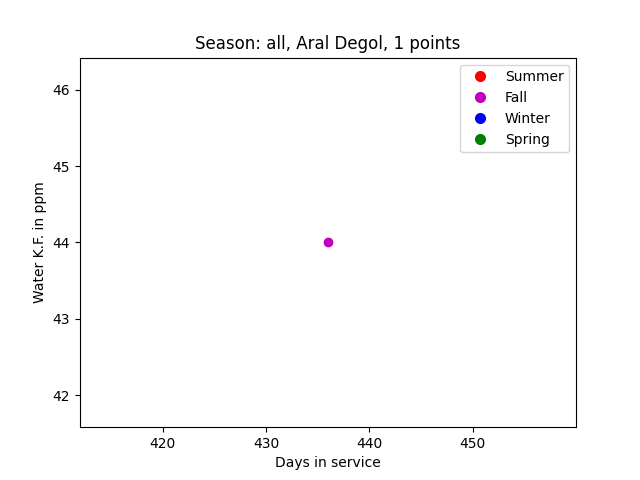 Season: all, Aral Degol, 1 points
Summer
Fall
Winter
Spring
46
45
44
43
42
Water K.F. in ppm
420 430 440 450
Days in service